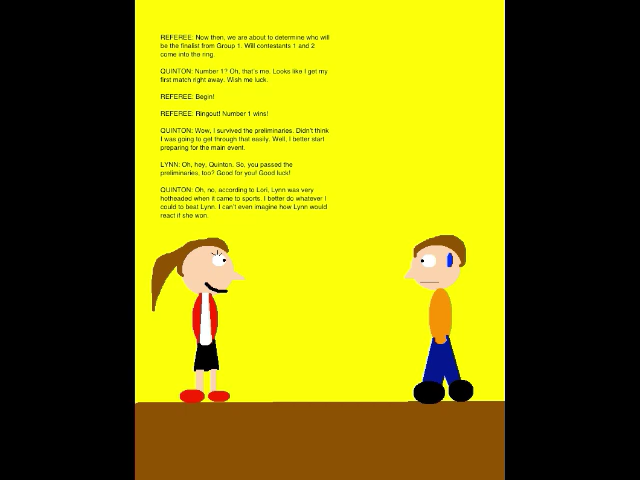 REFEREE: Now then, we are about to determine who will
be the finalist from Group 1. Will contestants 1 and 2
come into the ring.
QUINTON: Number 1? Oh, that's me. Looks like I get my
first match right away. Wish me luck.
REFEREE: Begin!
REFEREE: Ringout! Number 1 wins!
QUINTON: Wow, I survived the preliminaries. Didn't think
I was going to get through that easily. Well, I better start
preparing for the main event.
LYNN: Oh, hey, Quinton. So, you passed the
preliminaries, too? Good for you! Good luck!
QUINTON: Oh, no, according to Lori, Lynn was very
hotheaded when it came to sports. I better do whatever I
could to beat Lynn. I can't even imagine how Lynn would
react if she won.